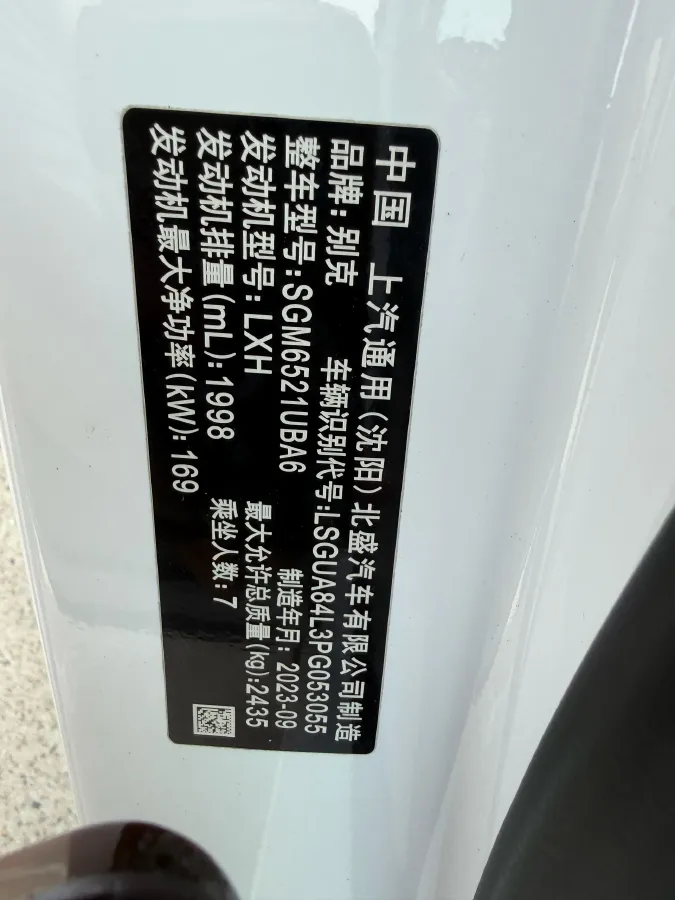 中国 上汽通用(沈阳)北盛汽车有限公司制造
品牌:别克 车辆识别代号:LSGUA84L3PG053055
整车型号:SGM6521UBA6 制造年月:2023-09
发动机型号:LXH 最大允许总质量(kg):2435
发动机排量(mL):1998 乘坐人数:7
发动机最大净功率(kW):169